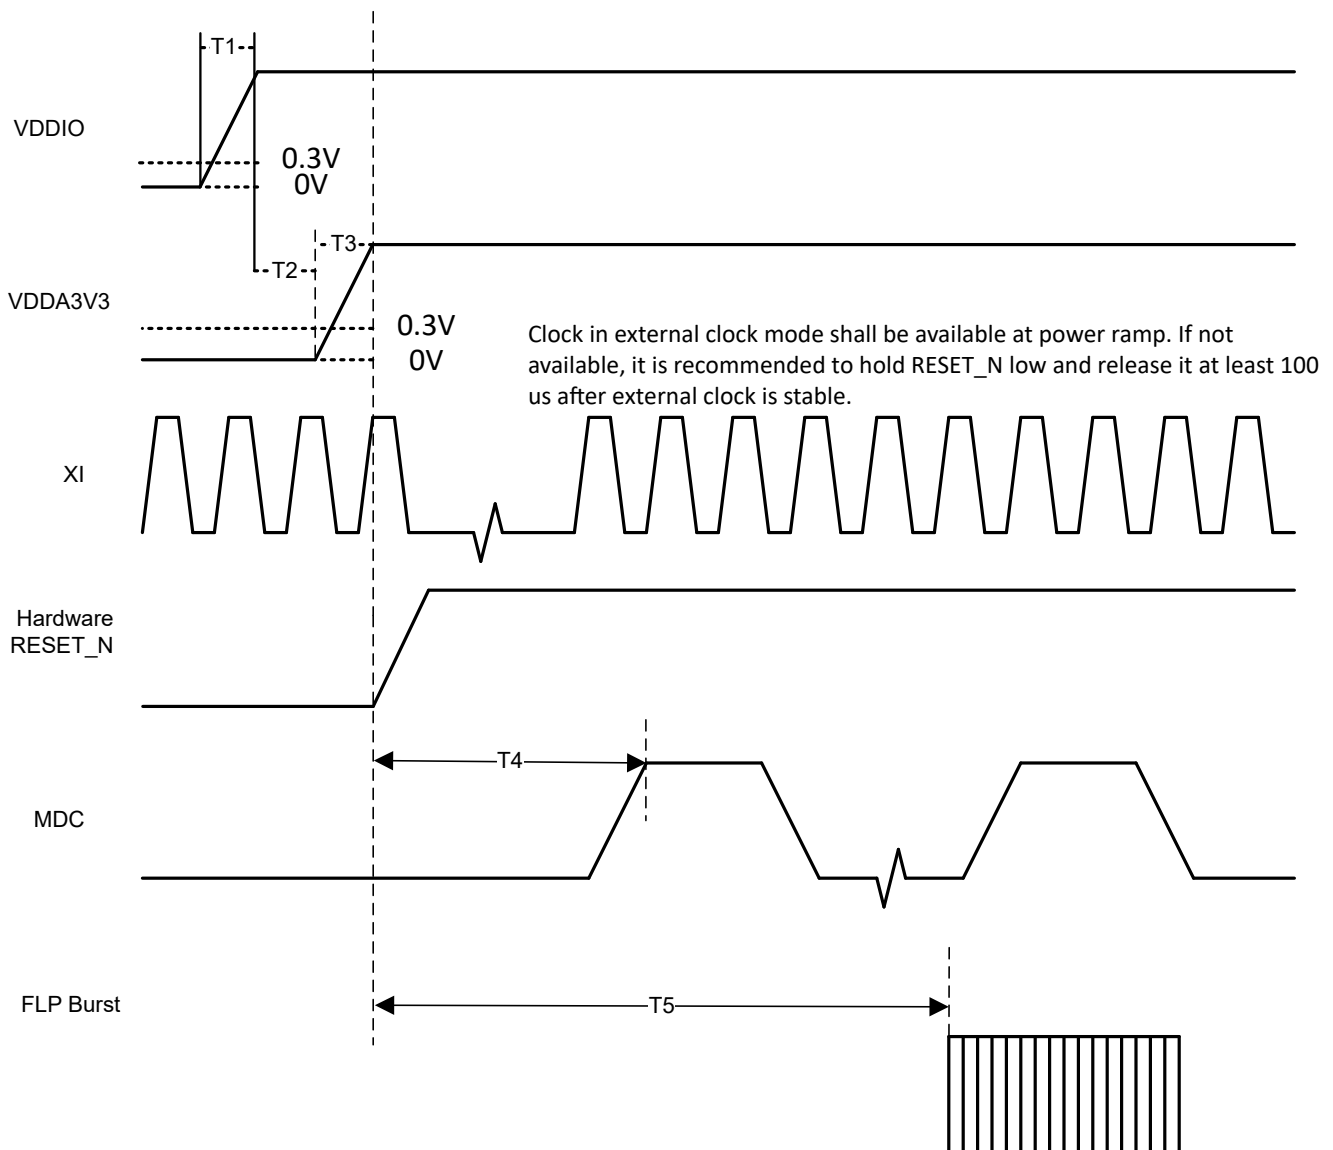 T1
VDDIO
0.3V
0V
T3
T2
VDDA3V3
0.3V
0V
Clock in external clock mode shall be available at power ramp. If not
available, it is recommended to hold RESET_N low and release it at least 100
us after external clock is stable.
XI
Hardware
RESET_N
T4
MDC
FLP Burst
T5